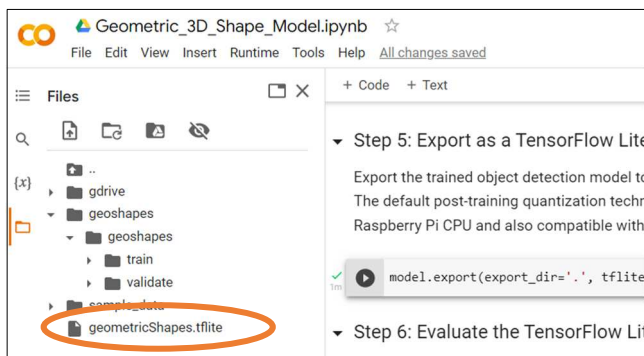 Geometric_3D_Shape_Model.ipynb
File Edit View Insert Runtime Tools Help All changes saved
Files
+ Code + Text
{x}
..
gdrive
geoshapes
geoshapes
train
validate
sample_data
geometricShapes.tflite
Step 5: Export as a TensorFlow Lite
Export the trained object detection model to
The default post-training quantization techn
Raspberry Pi CPU and also compatible with
1m
model.export(export_dir='.', tflite
Step 6: Evaluate the TensorFlow Lit